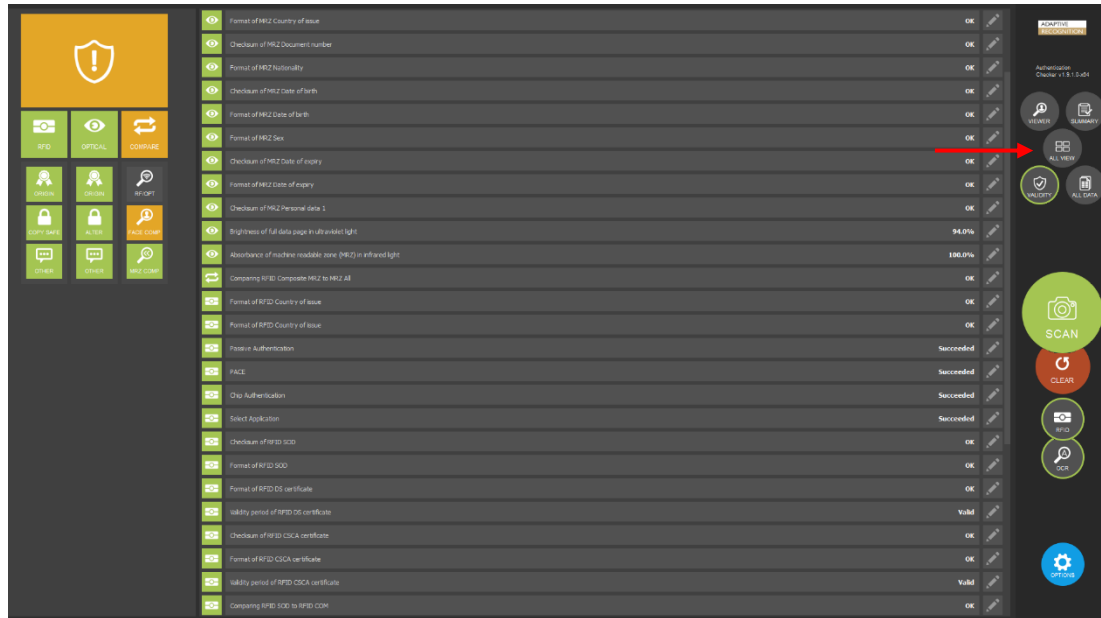 RFID
OPTICAL
COMPARE
ORIGIN
ORIGIN
RF/OPT
COPY SAFE
ALTER
FACE COMP
OTHER
OTHER
MRZ COMP
Format of MRZ Country of issue OK
Checksum of MRZ Document number OK
Format of MRZ Nationality OK
Checksum of MRZ Date of birth OK
Format of MRZ Date of birth OK
Format of MRZ Sex OK
Checksum of MRZ Date of expiry OK
Format of MRZ Date of expiry OK
Checksum of MRZ Personal data 1 OK
Brightness of full data page in ultraviolet light 94.0%
Absorbance of machine readable zone (MRZ) in infrared light 100.0%
Comparing RFID Composite MRZ to MRZ All OK
Format of RFID Country of issue OK
Format of RFID Country of issue OK
Passive Authentication Succeeded
PACE Succeeded
Chip Authentication Succeeded
Select Application Succeeded
Checksum of RFID SOD OK
Format of RFID SOD OK
Format of RFID DS certificate OK
Validity period of RFID DS certificate Valid
Checksum of RFID CSCA certificate OK
Format of RFID CSCA certificate OK
Validity period of RFID CSCA certificate Valid
Comparing RFID SOD to RFID COM OK
ADAPTIVE
RECOGNITION
Authentication
Checker v1.9.1.0-x64
VIEWER
SUMMARY
ALL VIEW
VALIDITY
ALL DATA
SCAN
CLEAR
RFID
A
OCR
OPTIONS